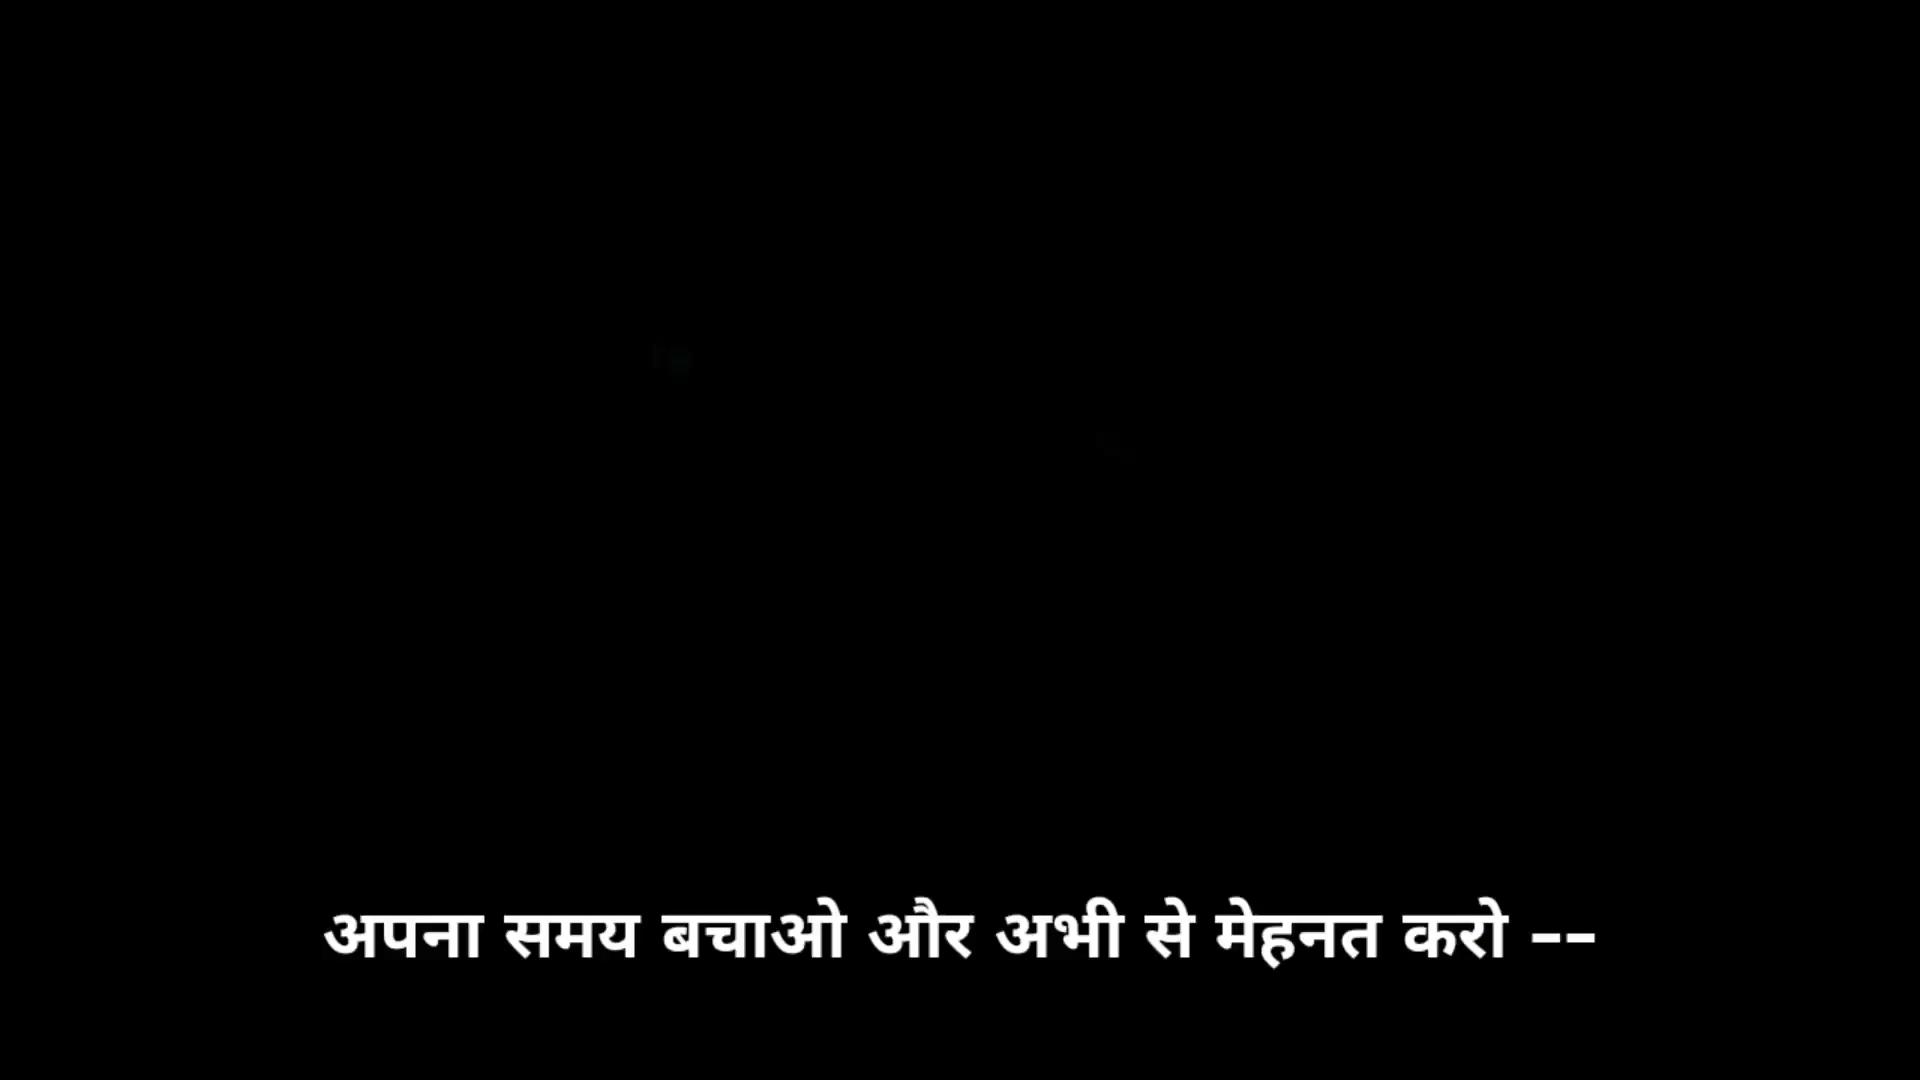 अपना समय बचाओ और अभी से मेहनत करो --